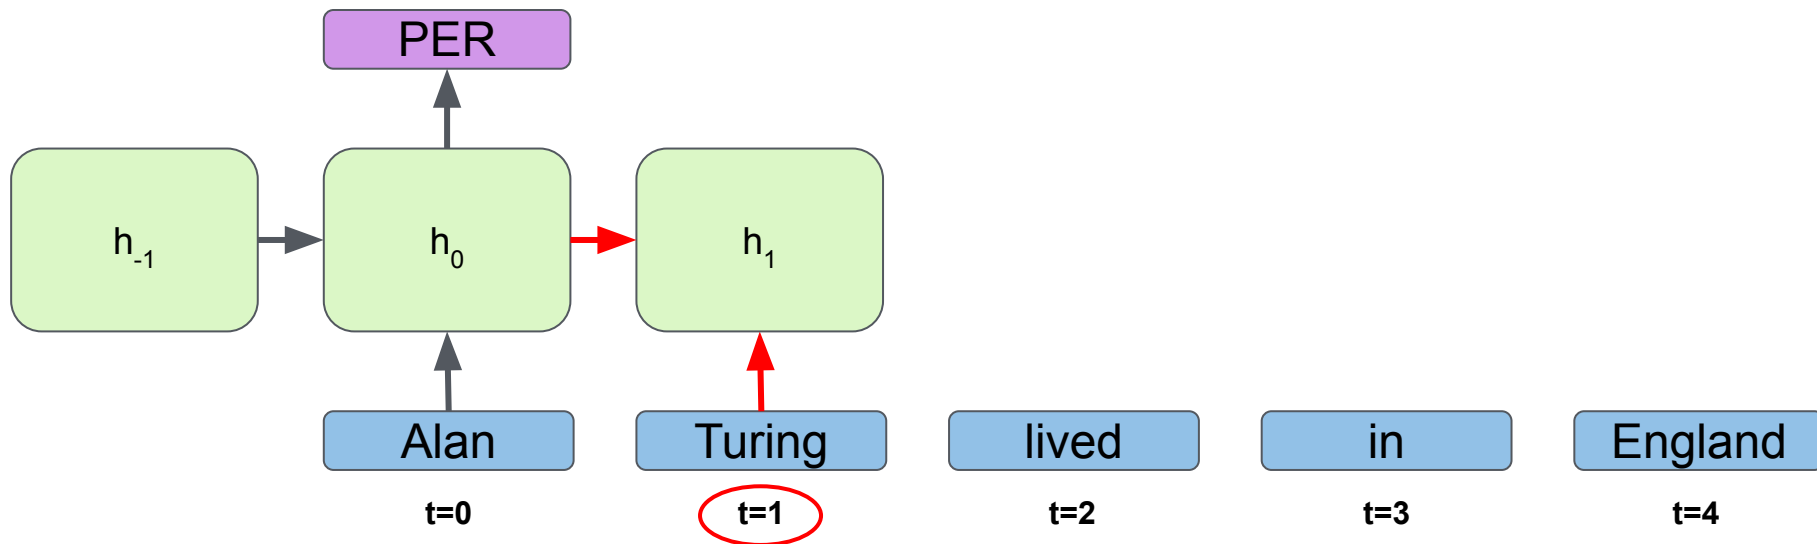 PER
h-1 h0 h1
Alan Turing lived in England
t=0 t=1 t=2 t=3 t=4